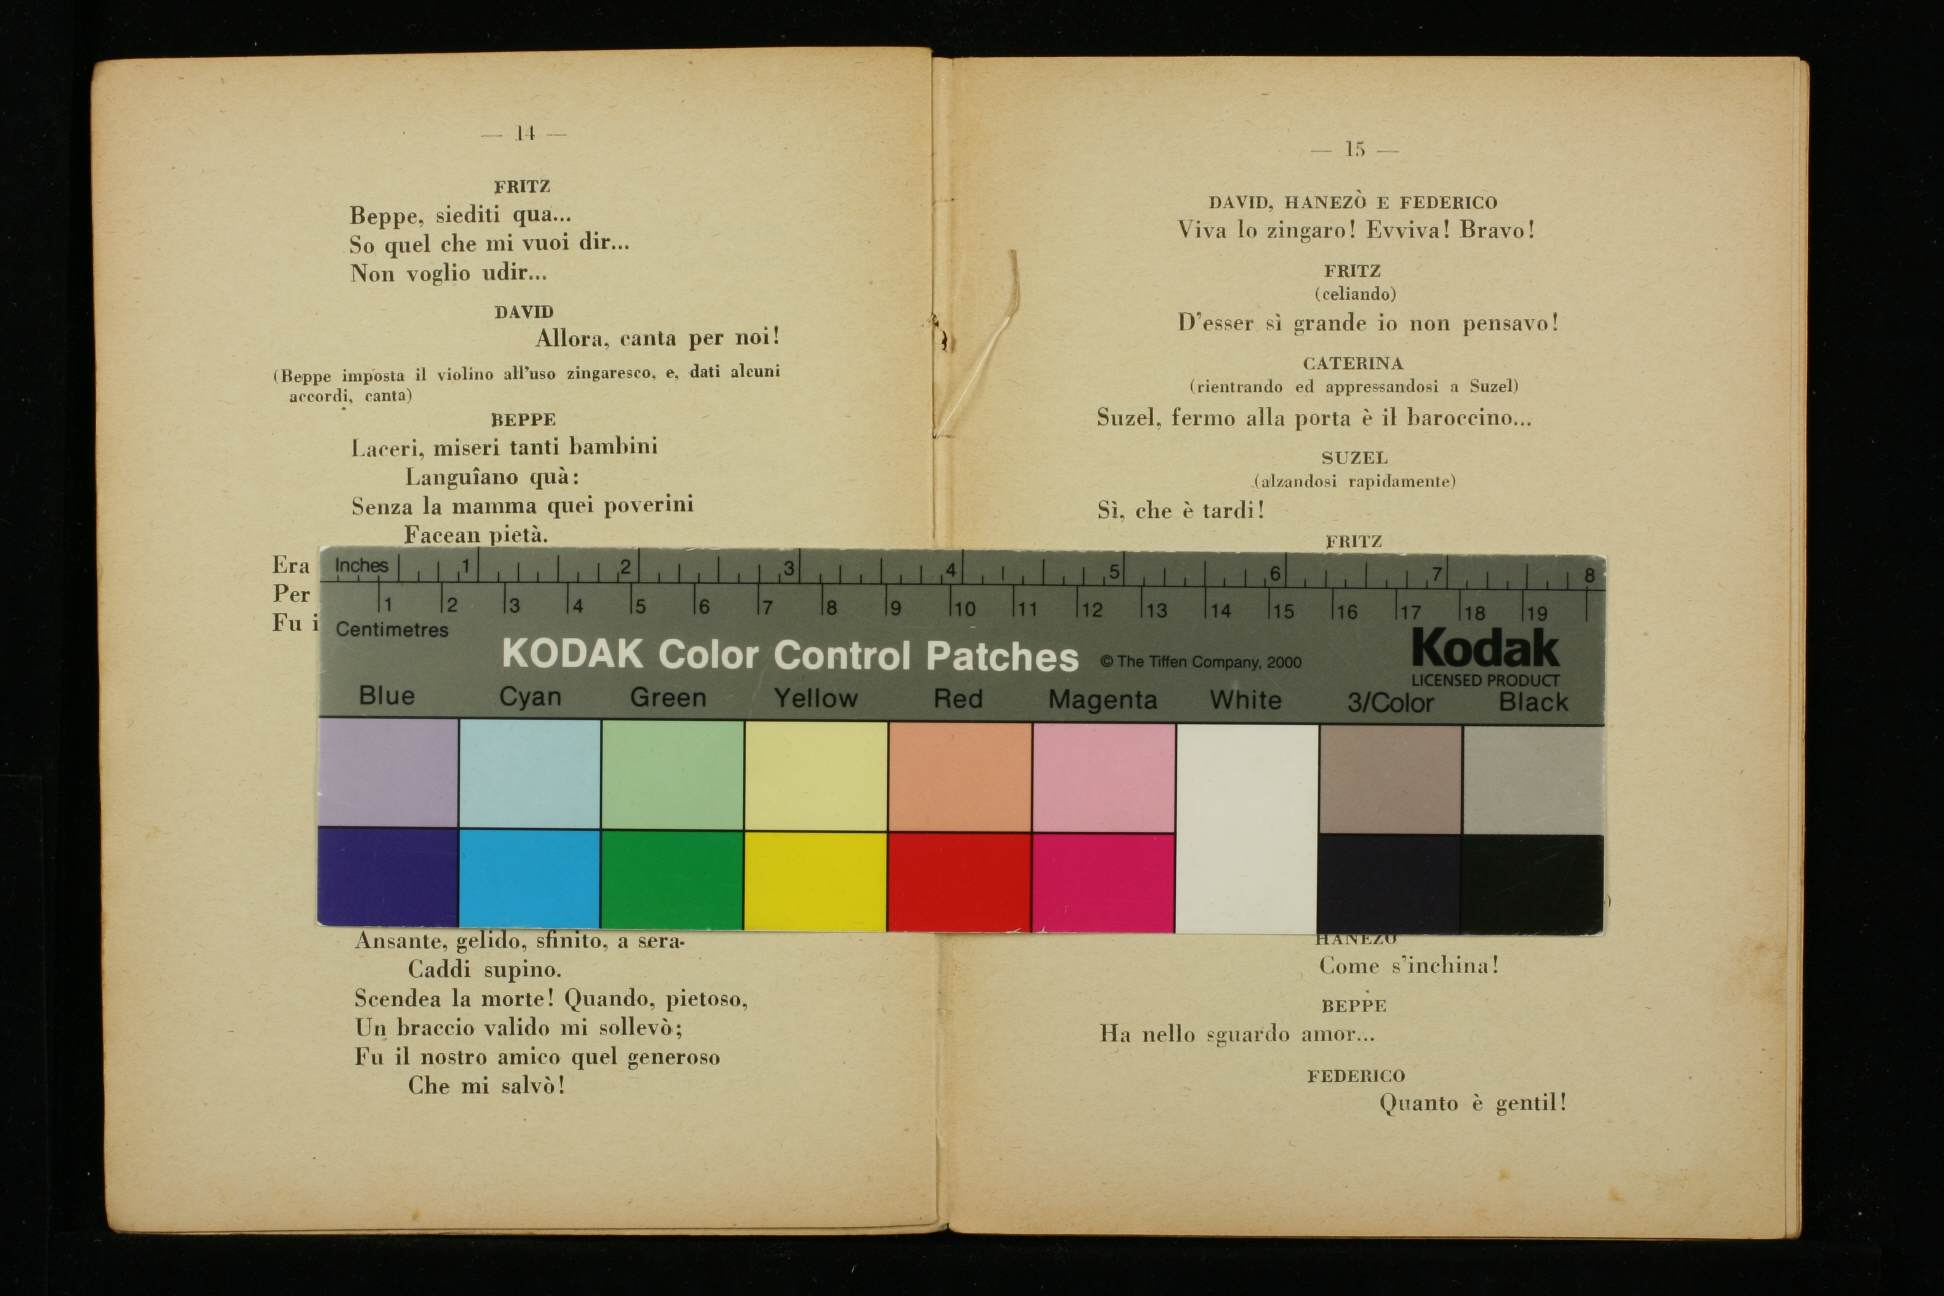 — 14 —
FRITZ
Beppe, siediti qua...
So quel che mi vuoi dir...
Non voglio udir...
DAVID
Allora, canta per noi!
(Beppe imposta il violino all'uso zingaresco, e, dati alcuni
accordi, canta)
BEPPE
Laceri, miseri tanti bambini
Languîano quà:
Senza la mamma quei poverini
Facean pietà.
Era
Per
Fu i
Ansante, gelido, sfinito, a sera
Caddi supino.
Scendea la morte! Quando, pietoso,
Un braccio valido mi sollevò;
Fu il nostro amico quel generoso
Che mi salvò!
— 15 —
DAVID, HANEZÒ E FEDERICO
Viva lo zingaro! Evviva! Bravo!
FRITZ
(celiando)
D'esser sì grande io non pensavo!
CATERINA
(rientrando ed appressandosi a Suzel)
Suzel, fermo alla porta è il baroccino...
SUZEL
(alzandosi rapidamente)
Sì, che è tardi!
FRITZ
)
HANEZÒ
Come s'inchina!
BEPPE
Ha nello sguardo amor...
FEDERICO
Quanto è gentil!
Inches 1 2 3 4 5 6 7 8
1 2 3 4 5 6 7 8 9 10 11 12 13 14 15 16 17 18 19
Centimetres
KODAK Color Control Patches © The Tiffen Company, 2000
Kodak
LICENSED PRODUCT
Blue Cyan Green Yellow Red Magenta White 3/Color Black